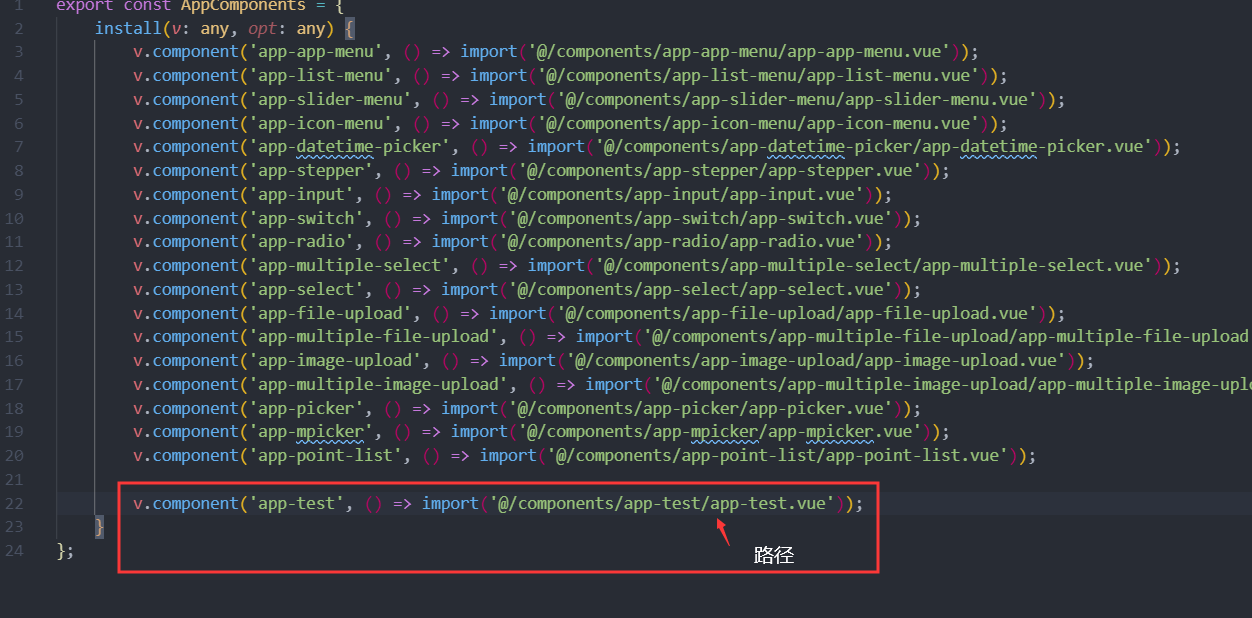 1 export const AppComponents = {
2 install(v: any, opt: any) {
3 v.component('app-app-menu', () => import('@/components/app-app-menu/app-app-menu.vue'));
4 v.component('app-list-menu', () => import('@/components/app-list-menu/app-list-menu.vue'));
5 v.component('app-slider-menu', () => import('@/components/app-slider-menu/app-slider-menu.vue'));
6 v.component('app-icon-menu', () => import('@/components/app-icon-menu/app-icon-menu.vue'));
7 v.component('app-datetime-picker', () => import('@/components/app-datetime-picker/app-datetime-picker.vue'));
8 v.component('app-stepper', () => import('@/components/app-stepper/app-stepper.vue'));
9 v.component('app-input', () => import('@/components/app-input/app-input.vue'));
10 v.component('app-switch', () => import('@/components/app-switch/app-switch.vue'));
11 v.component('app-radio', () => import('@/components/app-radio/app-radio.vue'));
12 v.component('app-multiple-select', () => import('@/components/app-multiple-select/app-multiple-select.vue'));
13 v.component('app-select', () => import('@/components/app-select/app-select.vue'));
14 v.component('app-file-upload', () => import('@/components/app-file-upload/app-file-upload.vue'));
15 v.component('app-multiple-file-upload', () => import('@/components/app-multiple-file-upload/app-multiple-file-upload
16 v.component('app-image-upload', () => import('@/components/app-image-upload/app-image-upload.vue'));
17 v.component('app-multiple-image-upload', () => import('@/components/app-multiple-image-upload/app-multiple-image-uplo
18 v.component('app-picker', () => import('@/components/app-picker/app-picker.vue'));
19 v.component('app-mpicker', () => import('@/components/app-mpicker/app-mpicker.vue'));
20 v.component('app-point-list', () => import('@/components/app-point-list/app-point-list.vue'));
21
22 v.component('app-test', () => import('@/components/app-test/app-test.vue'));
23 }
24 };
路径